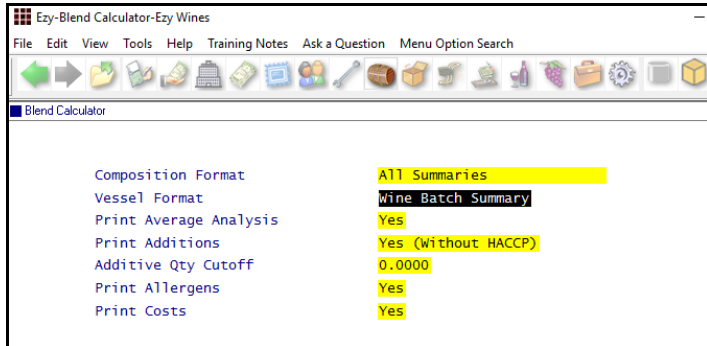 Ezy-Blend Calculator-Ezy Wines
File Edit View Tools Help Training Notes Ask a Question Menu Option Search
Blend Calculator
Composition Format All Summaries
Vessel Format Wine Batch Summary
Print Average Analysis Yes
Print Additions Yes (Without HACCP)
Additive Qty Cutoff 0.0000
Print Allergens Yes
Print Costs Yes